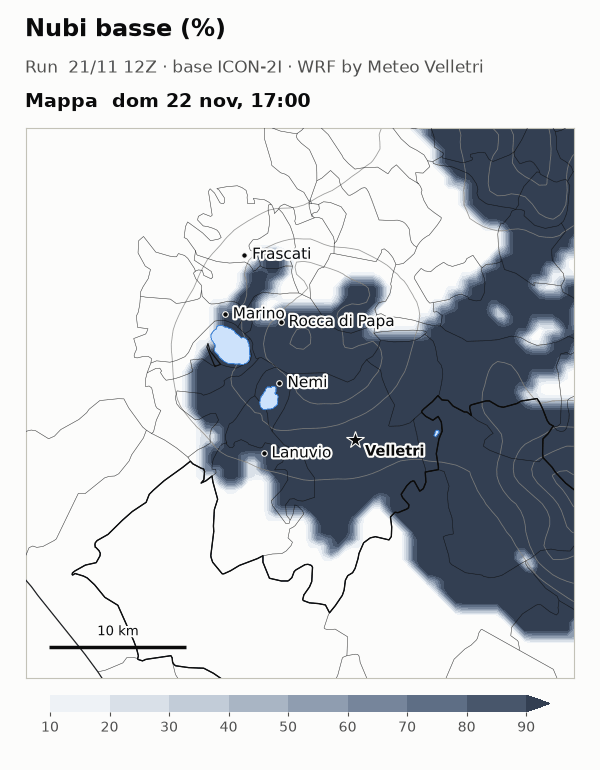 Nubi basse (%)
Run  21/11 12Z · base ICON-2I · WRF by Meteo Velletri
Mappa  dom 22 nov, 17:00
Frascati
Marino
Rocca di Papa
Nemi
Velletri
Lanuvio
10 km
10 20 30 40 50 60 70 80 90